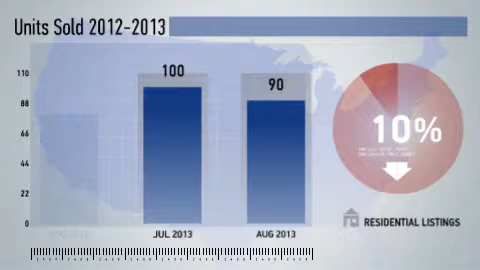 Units Sold 2012-2013
110
100
90
88
66
44
22
0
10%
JUL 2013
AUG 2013
RESIDENTIAL LISTINGS